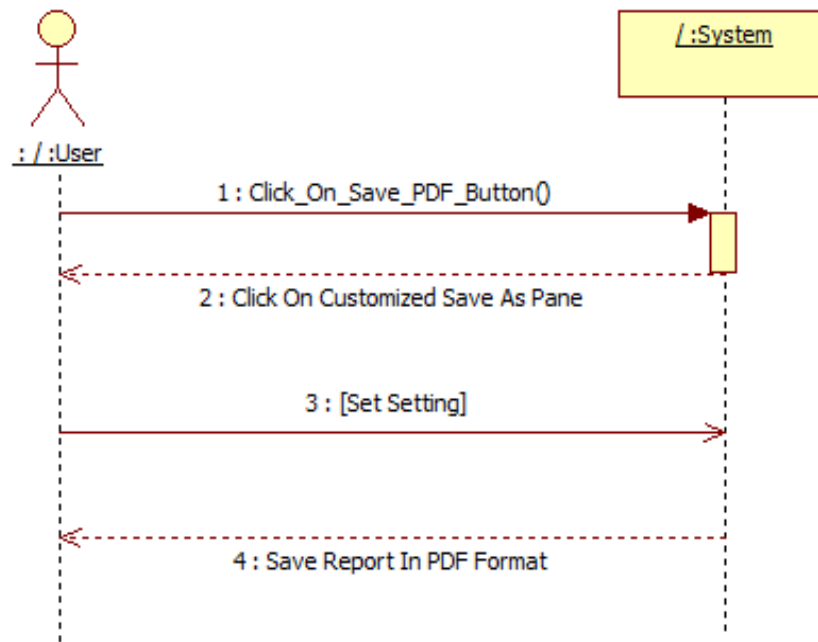 / :System
: / :User
1 : Click_On_Save_PDF_Button()
2 : Click On Customized Save As Pane
3 : [Set Setting]
4 : Save Report In PDF Format